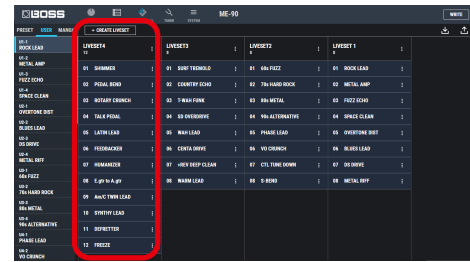 BOSS
TUNER
SYSTEM
ME-90
WRITE
PRESET USER MANUAL
+ CREATE LIVESET
U1-1
ROCK LEAD
U1-2
METAL AMP
U1-3
FUZZ ECHO
U1-4
SPACE CLEAN
U2-1
OVERTONE DIST
U2-2
BLUES LEAD
U2-3
DS DRIVE
U2-4
METAL RIFF
U3-1
60s FUZZ
U3-2
70s HARD ROCK
U3-3
80s METAL
U3-4
90s ALTERNATIVE
U4-1
PHASE LEAD
U4-2
VO CRUNCH
LIVESET4
12
01 SHIMMER
02 PEDAL BEND
03 ROTARY CRUNCH
04 TALK PEDAL
05 LATIN LEAD
06 FEEDBACKER
07 HUMANIZER
08 E.gtr to A.gtr
09 Am/C TWIN LEAD
10 SYNTHY LEAD
11 DEFRETTER
12 FREEZE
LIVESET3
8
01 SURF TREMOLO
02 COUNTRY ECHO
03 T-WAH FUNK
04 SD OVERDRIVE
05 WAH LEAD
06 CENTA DRIVE
07 +REV DEEP CLEAN
08 WARM LEAD
LIVESET2
8
01 60s FUZZ
02 70s HARD ROCK
03 80s METAL
04 90s ALTERNATIVE
05 PHASE LEAD
06 VO CRUNCH
07 CTL TUNE DOWN
08 S-BEND
LIVESET 1
8
01 ROCK LEAD
02 METAL AMP
03 FUZZ ECHO
04 SPACE CLEAN
05 OVERTONE DIST
06 BLUES LEAD
07 DS DRIVE
08 METAL RIFF